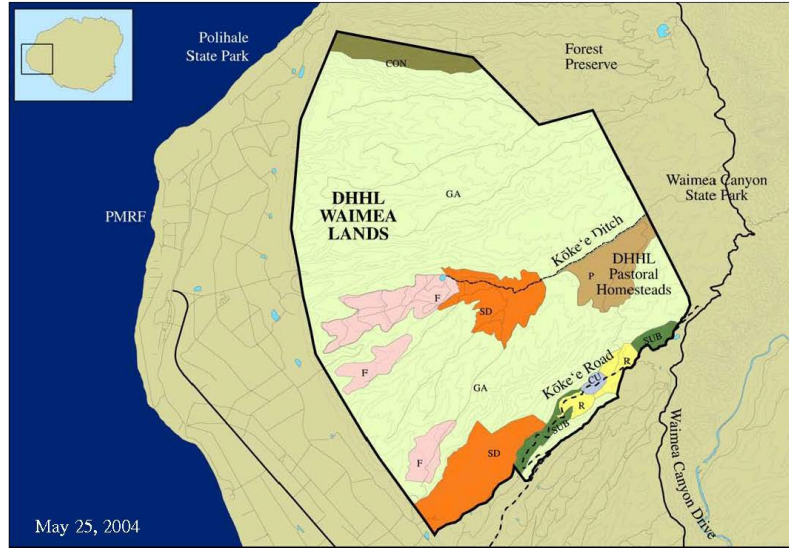 Polihale
State Park
Forest
Preserve
CON
Waimea Canyon
State Park
GA
DHHL
WAIMEA
LANDS
PMRF
Kōke‘e Ditch
DHHL
Pastoral
Homesteads
P
F
SD
SUB
F
Kōke‘e Road
R
CU
GA
R
SUB
SD
F
Waimea Canyon Drive
May 25, 2004